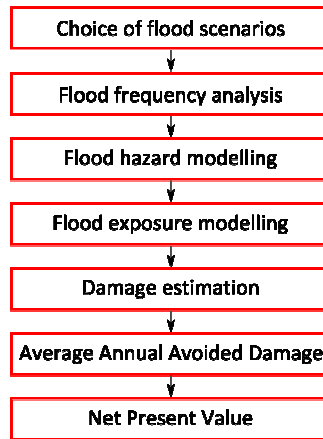 Choice of flood scenarios
Flood frequency analysis
Flood hazard modelling
Flood exposure modelling
Damage estimation
Average Annual Avoided Damage
Net Present Value